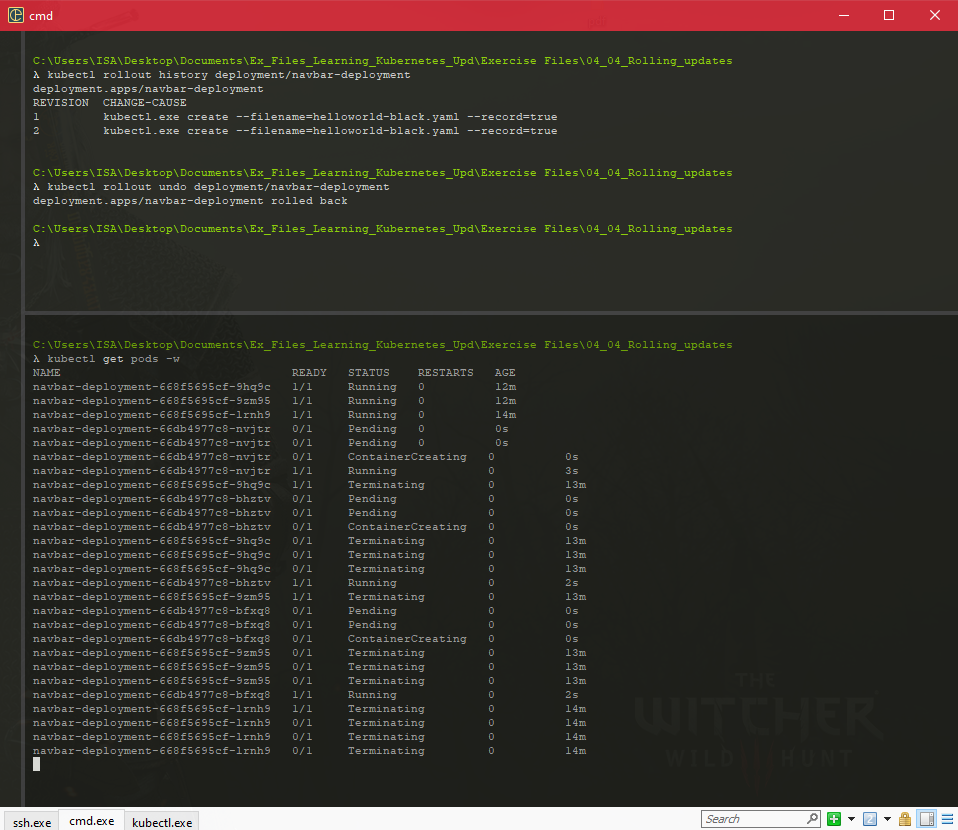 cmd
C:\Users\ISA\Desktop\Documents\Ex_Files_Learning_Kubernetes_Upd\Exercise Files\04_04_Rolling_updates
λ kubectl rollout history deployment/navbar-deployment
deployment.apps/navbar-deployment
REVISION  CHANGE-CAUSE
1         kubectl.exe create --filename=helloworld-black.yaml --record=true
2         kubectl.exe create --filename=helloworld-black.yaml --record=true
C:\Users\ISA\Desktop\Documents\Ex_Files_Learning_Kubernetes_Upd\Exercise Files\04_04_Rolling_updates
λ kubectl rollout undo deployment/navbar-deployment
deployment.apps/navbar-deployment rolled back
C:\Users\ISA\Desktop\Documents\Ex_Files_Learning_Kubernetes_Upd\Exercise Files\04_04_Rolling_updates
λ
C:\Users\ISA\Desktop\Documents\Ex_Files_Learning_Kubernetes_Upd\Exercise Files\04_04_Rolling_updates
λ kubectl get pods -w
NAME                                 READY   STATUS    RESTARTS   AGE
navbar-deployment-668f5695cf-9hq9c   1/1     Running   0          12m
navbar-deployment-668f5695cf-9zm95   1/1     Running   0          12m
navbar-deployment-668f5695cf-lrnh9   1/1     Running   0          14m
navbar-deployment-66db4977c8-nvjtr   0/1     Pending   0          0s
navbar-deployment-66db4977c8-nvjtr   0/1     Pending   0          0s
navbar-deployment-66db4977c8-nvjtr   0/1     ContainerCreating   0          0s
navbar-deployment-66db4977c8-nvjtr   1/1     Running             0          3s
navbar-deployment-668f5695cf-9hq9c   1/1     Terminating         0          13m
navbar-deployment-66db4977c8-bhztv   0/1     Pending             0          0s
navbar-deployment-66db4977c8-bhztv   0/1     Pending             0          0s
navbar-deployment-66db4977c8-bhztv   0/1     ContainerCreating   0          0s
navbar-deployment-668f5695cf-9hq9c   0/1     Terminating         0          13m
navbar-deployment-668f5695cf-9hq9c   0/1     Terminating         0          13m
navbar-deployment-668f5695cf-9hq9c   0/1     Terminating         0          13m
navbar-deployment-66db4977c8-bhztv   1/1     Running             0          2s
navbar-deployment-668f5695cf-9zm95   1/1     Terminating         0          13m
navbar-deployment-66db4977c8-bfxq8   0/1     Pending             0          0s
navbar-deployment-66db4977c8-bfxq8   0/1     Pending             0          0s
navbar-deployment-66db4977c8-bfxq8   0/1     ContainerCreating   0          0s
navbar-deployment-668f5695cf-9zm95   0/1     Terminating         0          13m
navbar-deployment-668f5695cf-9zm95   0/1     Terminating         0          13m
navbar-deployment-668f5695cf-9zm95   0/1     Terminating         0          13m
navbar-deployment-66db4977c8-bfxq8   1/1     Running             0          2s
navbar-deployment-668f5695cf-lrnh9   1/1     Terminating         0          14m
navbar-deployment-668f5695cf-lrnh9   0/1     Terminating         0          14m
navbar-deployment-668f5695cf-lrnh9   0/1     Terminating         0          14m
navbar-deployment-668f5695cf-lrnh9   0/1     Terminating         0          14m
THE
WITCHER
WILD HUNT
ssh.exe cmd.exe kubectl.exe Search